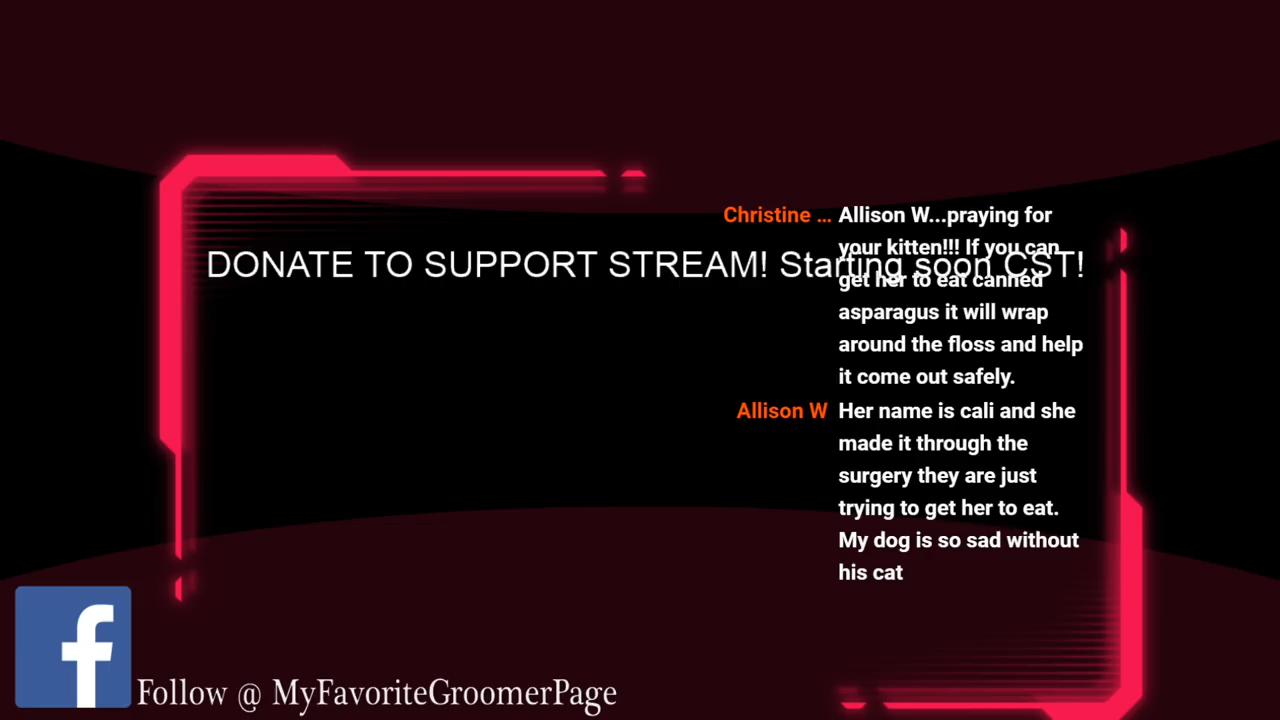 Christine ... Allison W...praying for
your kitten!!! If you can
DONATE TO SUPPORT STREAM! Starting soon CST!
get her to eat canned
asparagus it will wrap
around the floss and help
it come out safely.
Allison W Her name is cali and she
made it through the
surgery they are just
trying to get her to eat.
My dog is so sad without
his cat
f
Follow @ MyFavoriteGroomerPage